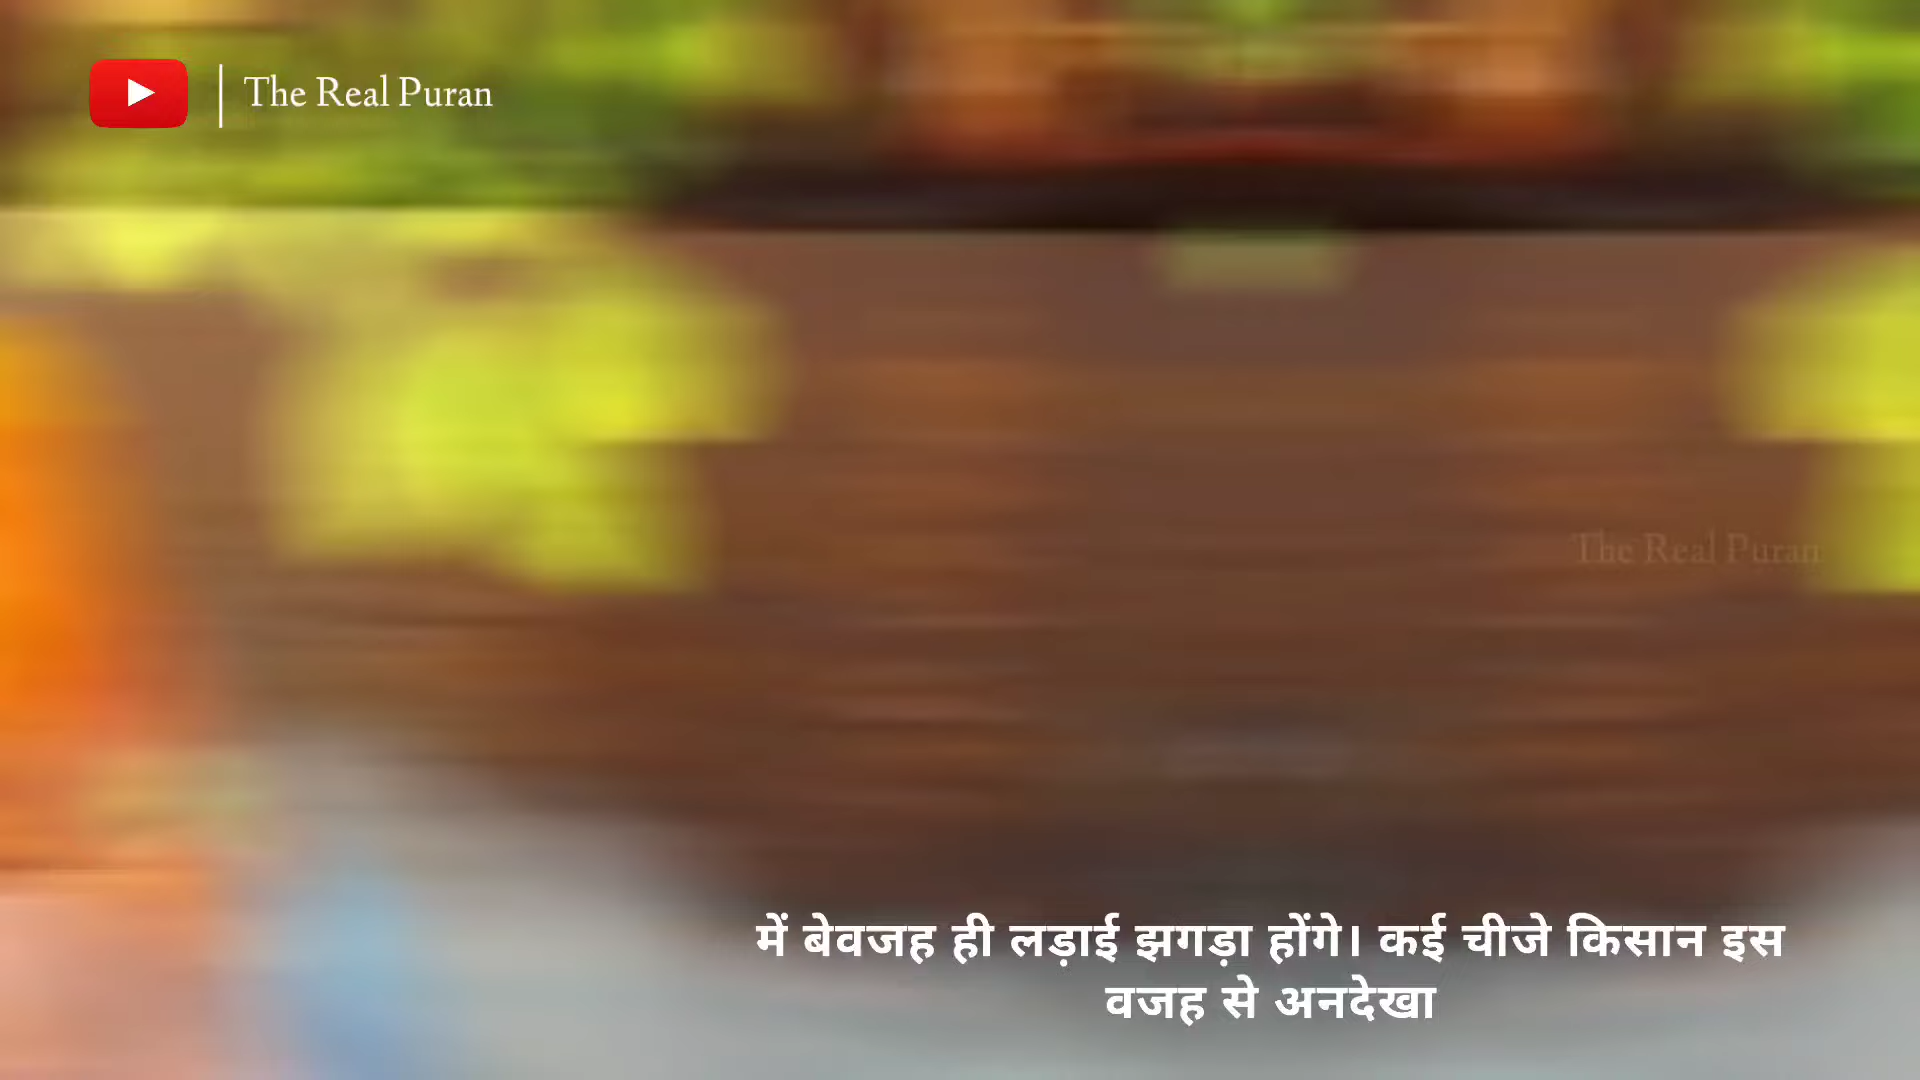 The Real Puran
The Real Puran
में बेवजह ही लड़ाई झगड़ा होंगे। कई चीजे किसान इस
वजह से अनदेखा